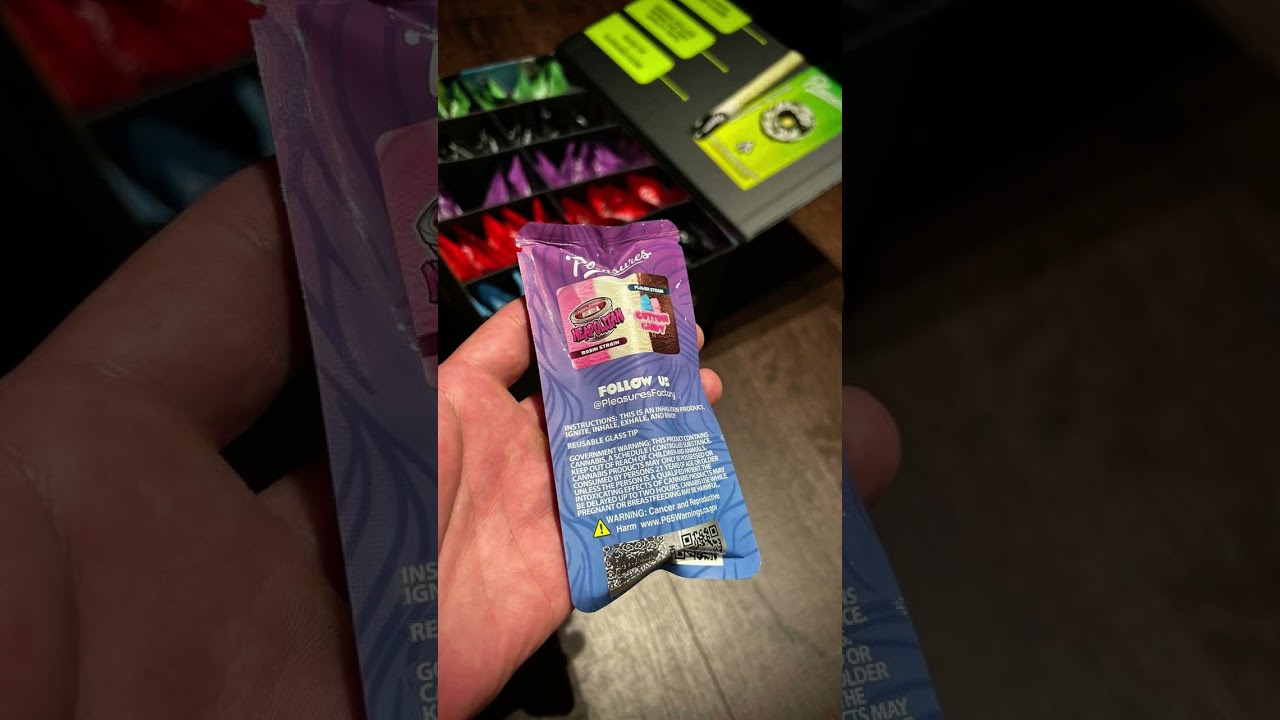 Pleasures
FLOWER STRAIN
NEAPOLITAN
COTTON
CANDY
ROSIN STRAIN
FOLLOW US
@PleasuresFactory
INSTRUCTIONS: THIS IS AN INHALATION PRODUCT.
IGNITE, INHALE, EXHALE, AND ENJOY
REUSABLE GLASS TIP
GOVERNMENT WARNING: THIS PRODUCT CONTAINS
CANNABIS, A SCHEDULE I CONTROLLED SUBSTANCE.
KEEP OUT OF REACH OF CHILDREN AND ANIMALS.
CANNABIS PRODUCTS MAY ONLY BE POSSESSED OR
CONSUMED BY PERSONS 21 YEARS OF AGE OR OLDER
UNLESS THE PERSON IS A QUALIFIED PATIENT. THE
INTOXICATING EFFECTS OF CANNABIS PRODUCTS MAY
BE DELAYED UP TO TWO HOURS. CANNABIS USE WHILE
PREGNANT OR BREASTFEEDING MAY BE HARMFUL.
WARNING: Cancer and Reproductive
Harm www.P65Warnings.ca.gov